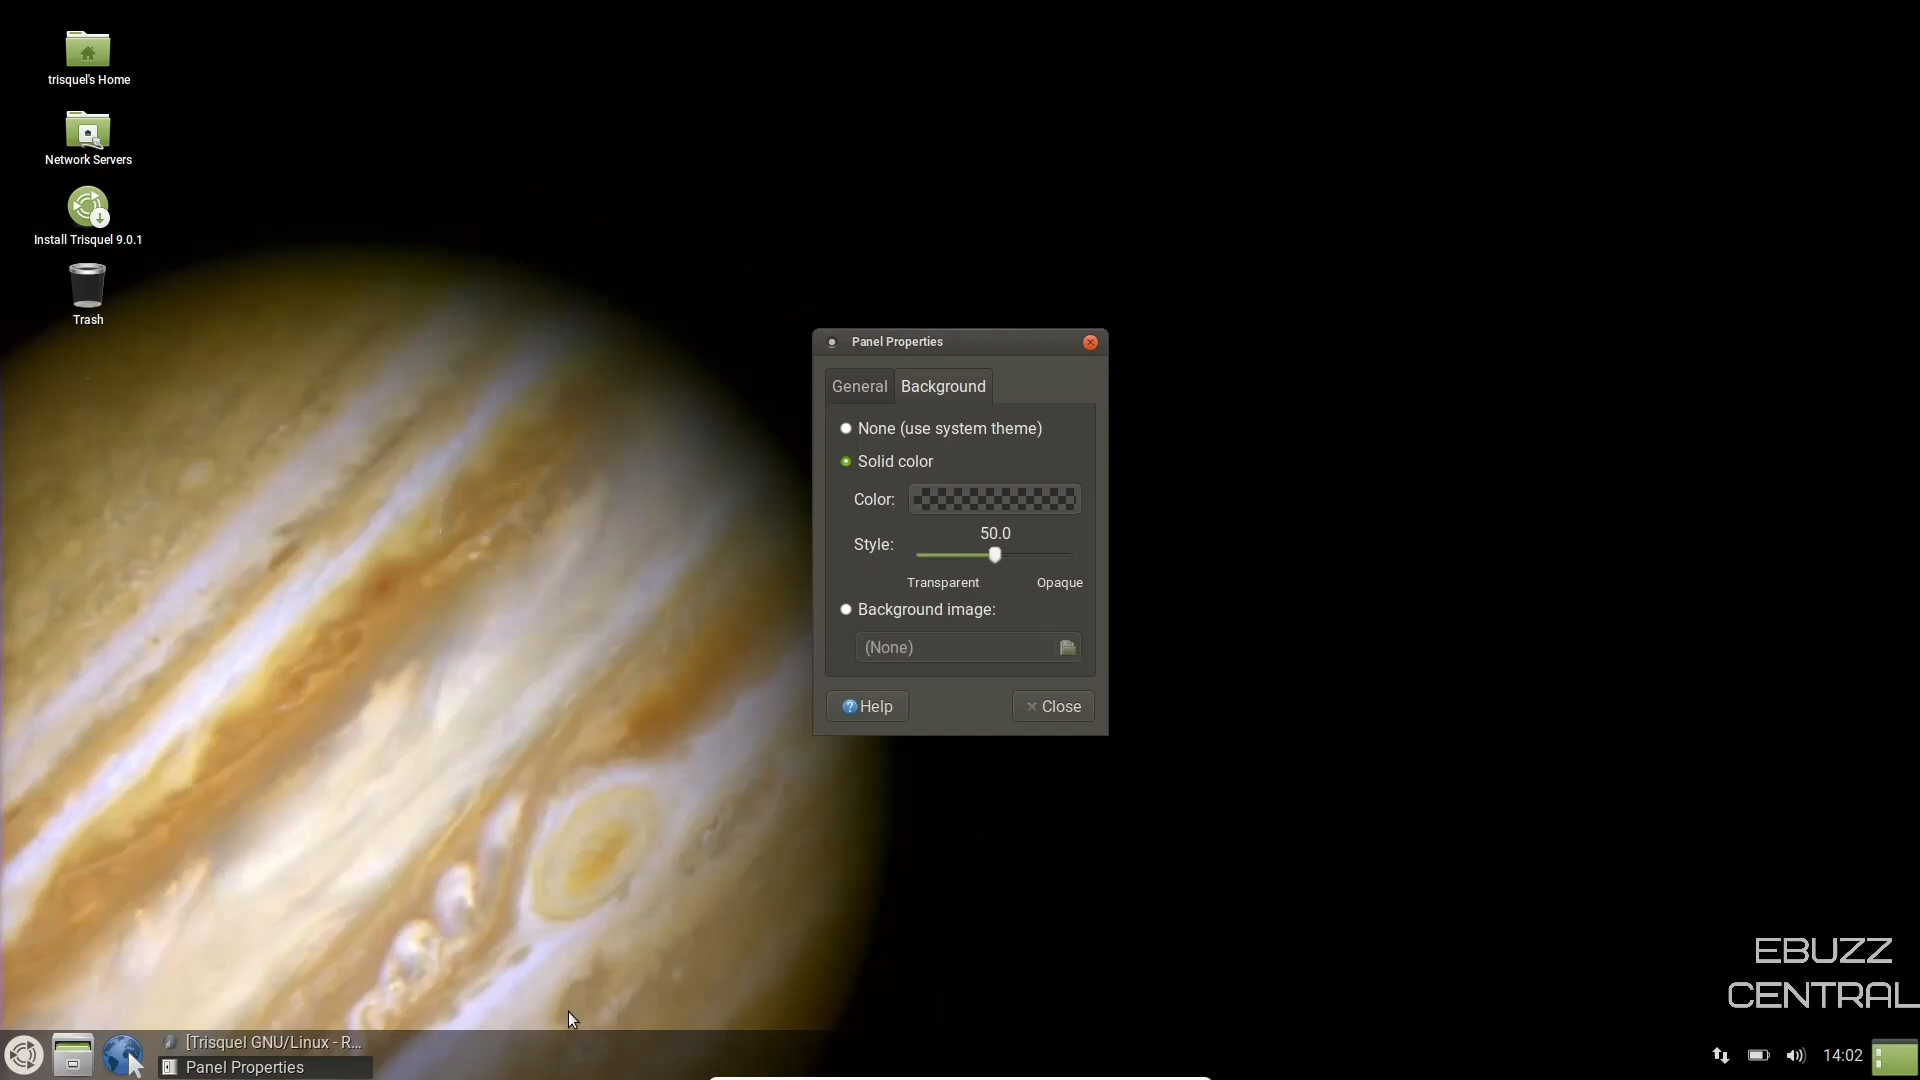 trisquel's Home
Network Servers
Install Trisquel 9.0.1
Trash
Panel Properties
General
Background
None (use system theme)
Solid color
Color:
50.0
Style:
Transparent
Opaque
Background image:
(None)
Help
Close
EBUZZ
CENTRAL
[Trisquel GNU/Linux - R...
Panel Properties
14:02